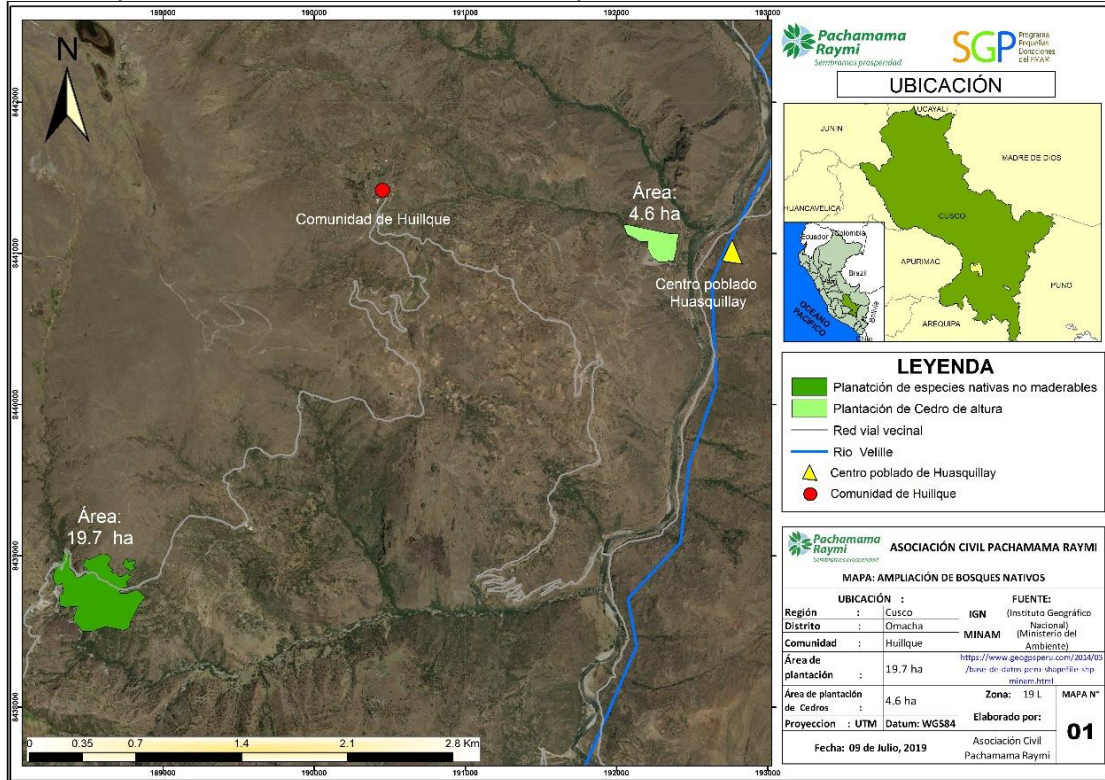 189000 190000 191000 192000 193000
8442000
8441000
8440000
8439000
8438000
N
Comunidad de Huillque
Área:
4.6 ha
Centro poblado
Huasquillay
Área:
19.7 ha
0 0.35 0.7 1.4 2.1 2.8 Km
189000 190000 191000 192000 193000
Pachamama
Raymi
Sembramos prosperidad
SGP
Programa
Pequeñas
Donaciones
del FMAM
UBICACIÓN
UCAYALI
JUNIN
MADRE DE DIOS
HUANCAVELICA
CUSCO
APURIMAC
PUNO
AREQUIPA
Ecuador
Colombia
Brazil
Bolivia
OCEANO
PACIFICO
LEYENDA
Planatción de especies nativas no maderables
Plantación de Cedro de altura
Red vial vecinal
Rio Velille
Centro poblado de Huasquillay
Comunidad de Huillque
Pachamama
Raymi
Sembramos prosperidad
ASOCIACIÓN CIVIL PACHAMAMA RAYMI
MAPA: AMPLIACIÓN DE BOSQUES NATIVOS
UBICACIÓN :
Región : Cusco
Distrito : Omacha
Comunidad : Huillque
Área de
plantación : 19.7 ha
Área de plantación
de Cedros : 4.6 ha
Proyeccion : UTM Datum: WGS84
Fecha: 09 de Julio, 2019
FUENTE:
IGN (Instituto Geográfico
Nacional)
MINAM (Ministerio del
Ambiente)
https://www.geogpsperu.com/2014/03
/base-de-datos-peru-shapefile-shp-
minam.html
Zona: 19 L
Elaborado por:
Asociación Civil
Pachamama Raymi
MAPA N°
01